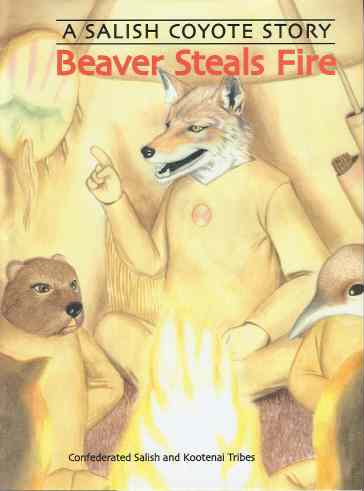 A SALISH COYOTE STORY
Beaver Steals Fire
Confederated Salish and Kootenai Tribes